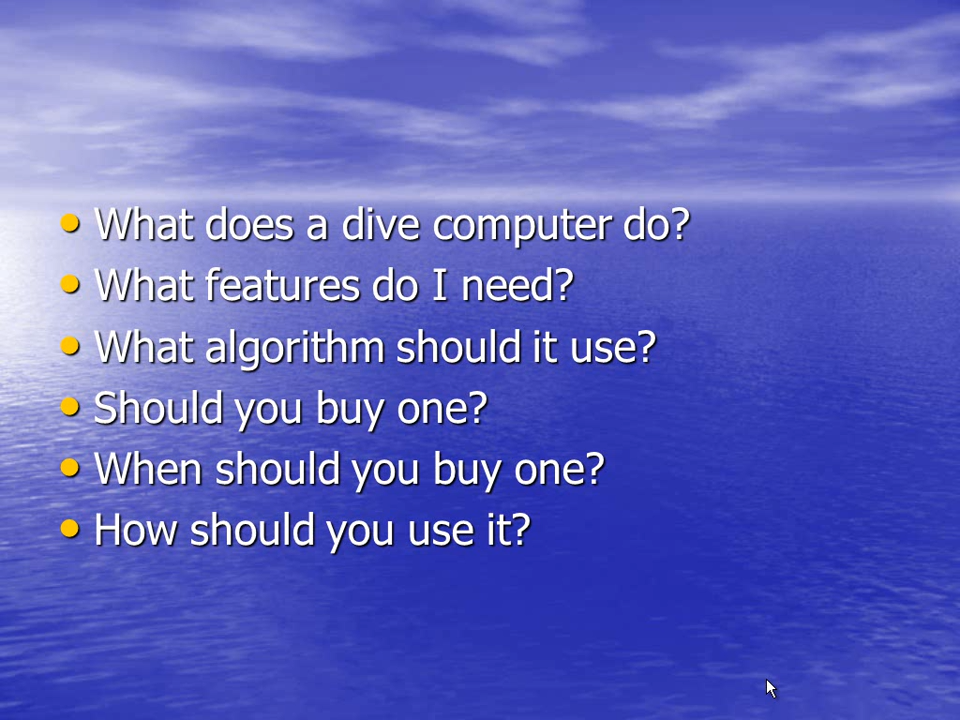 • What does a dive computer do?
• What features do I need?
• What algorithm should it use?
• Should you buy one?
• When should you buy one?
• How should you use it?